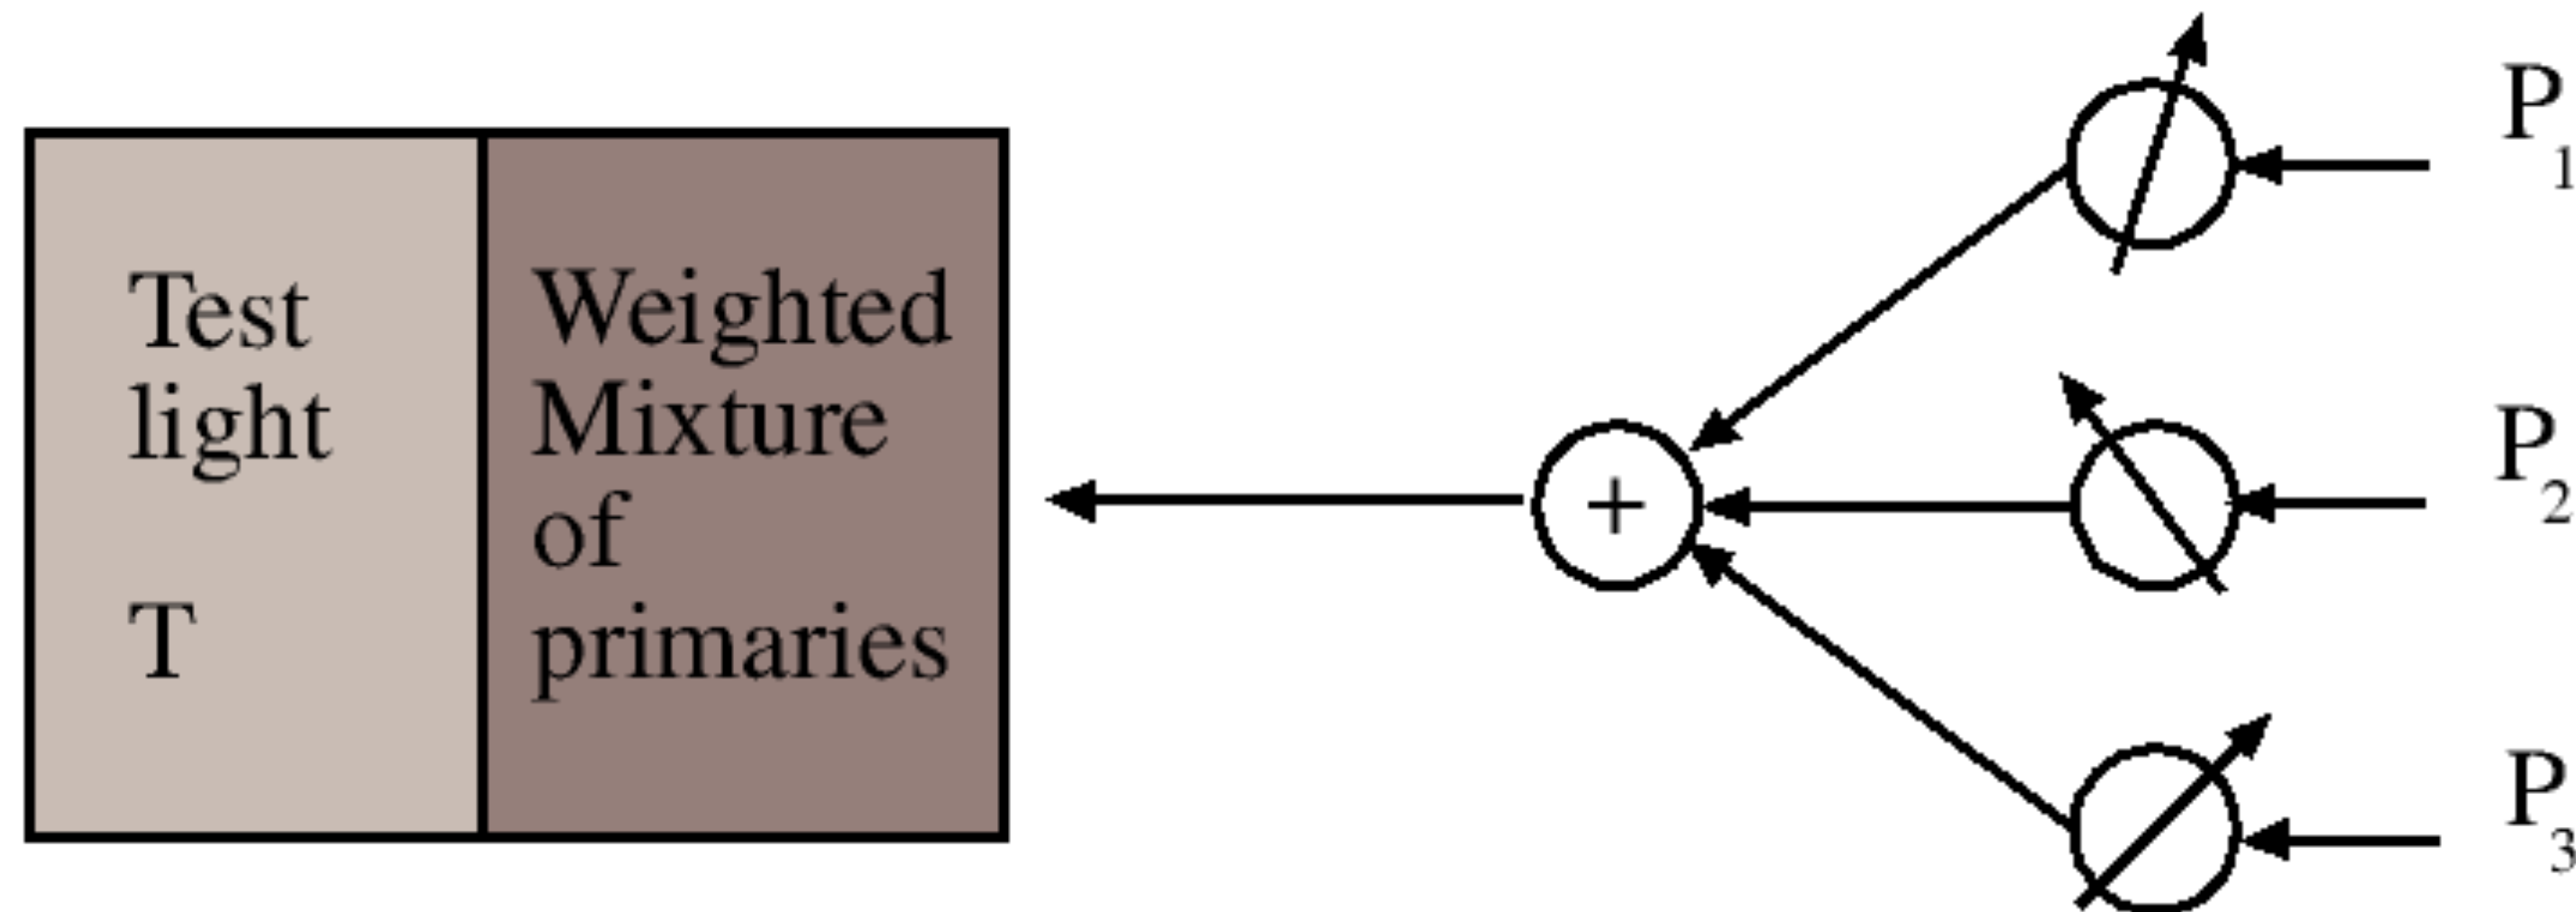 Test
light
T
Weighted
Mixture
of
primaries
+
P1
P2
P3